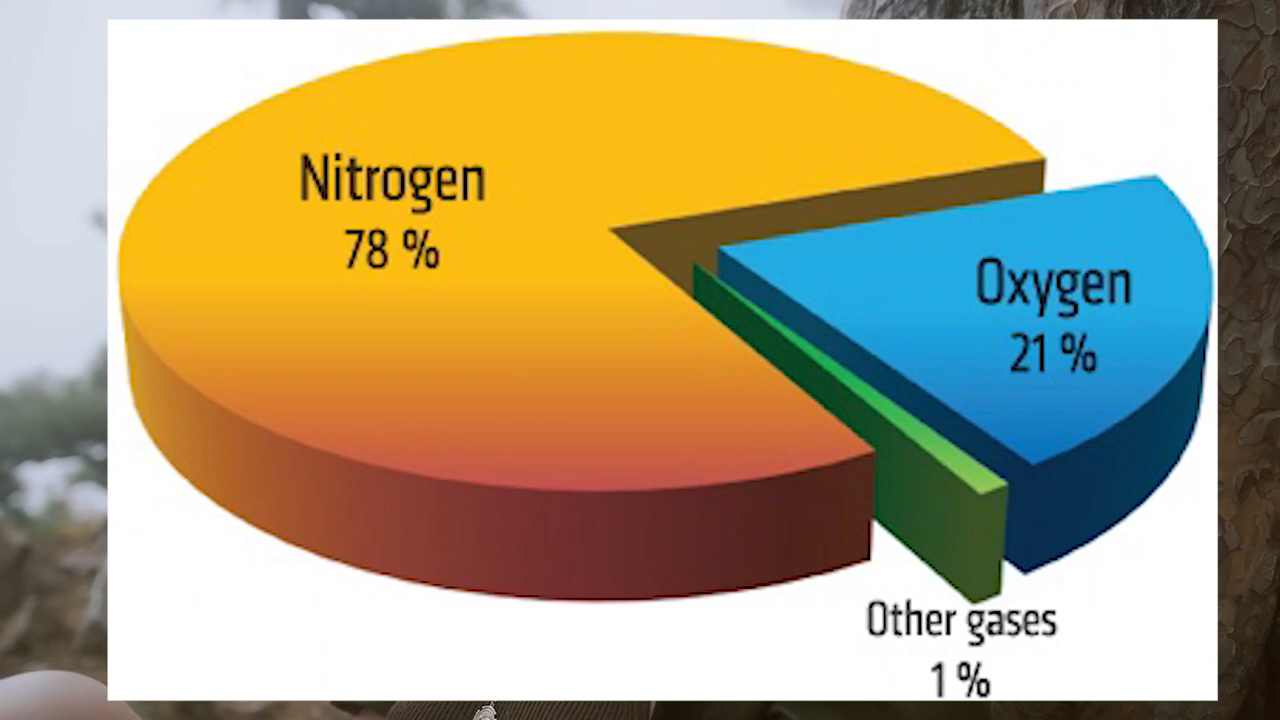 Nitrogen
78 %
Oxygen
21 %
Other gases
1 %